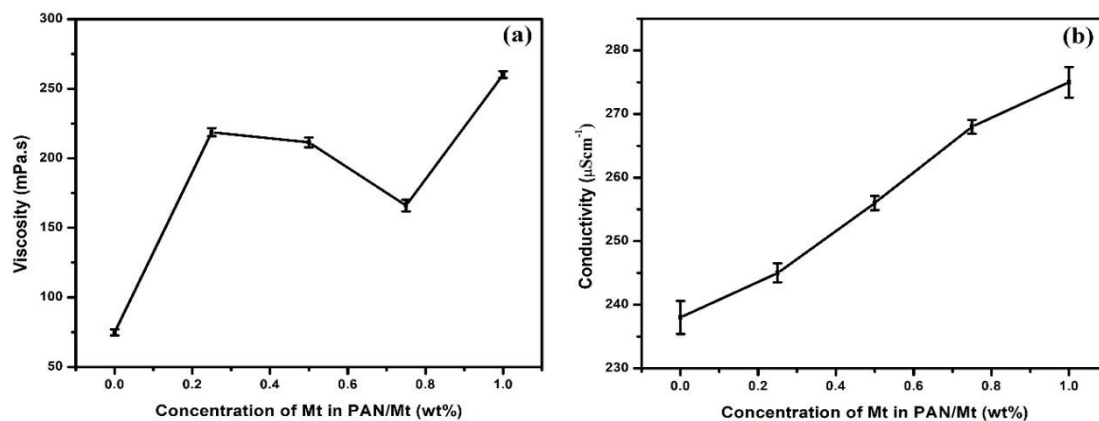 (a)
300
250
200
150
100
50
Viscosity (mPa.s)
0.0 0.2 0.4 0.6 0.8 1.0
Concentration of Mt in PAN/Mt (wt%)
(b)
280
270
260
250
240
230
Conductivity (µScm⁻¹)
0.0 0.2 0.4 0.6 0.8 1.0
Concentration of Mt in PAN/Mt (wt%)